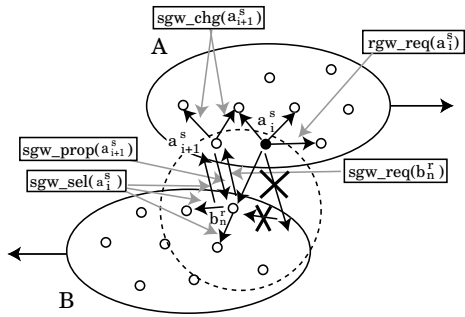 sgw_chg(a^s_{i+1})
A
rgw_req(a^s_i)
a^s_i
a^s_{i+1}
sgw_prop(a^s_{i+1})
sgw_req(b^r_n)
sgw_sel(a^s_i)
b^r_n
B